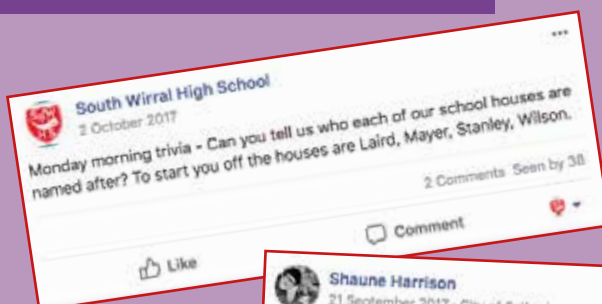 South Wirral High School
2 October 2017
Monday morning trivia - Can you tell us who each of our school houses are
named after? To start you off the houses are Laird, Mayer, Stanley, Wilson.
2 Comments Seen by 38
Like
Comment
Shaune Harrison
21 September 2017